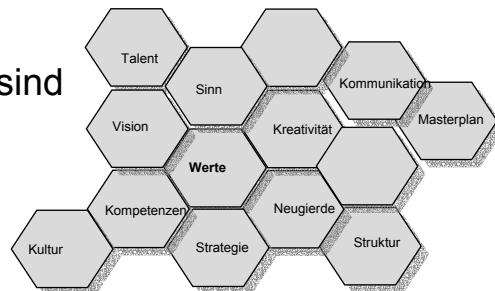 sind
Talent
Sinn
Kommunikation
Masterplan
Vision
Kreativität
Werte
Kompetenzen
Neugierde
Kultur
Strategie
Struktur